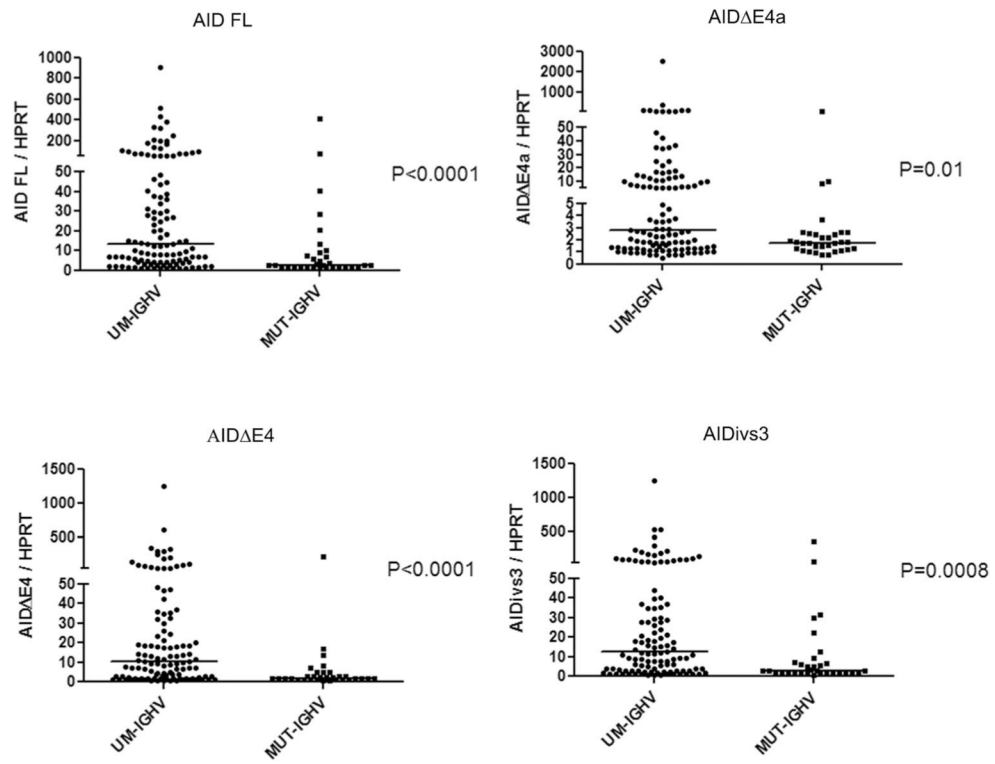 AID FL
AID FL / HPRT
1000
800
600
400
200
50
40
30
20
10
0
UM-IGHV
MUT-IGHV
P<0.0001
AIDΔE4a
AIDΔE4a / HPRT
3000
2000
1000
50
40
30
20
10
5
4
3
2
1
0
UM-IGHV
MUT-IGHV
P=0.01
AIDΔE4
AIDΔE4 / HPRT
1500
1000
500
50
40
30
20
10
0
UM-IGHV
MUT-IGHV
P<0.0001
AIDivs3
AIDivs3 / HPRT
1500
1000
500
50
40
30
20
10
0
UM-IGHV
MUT-IGHV
P=0.0008